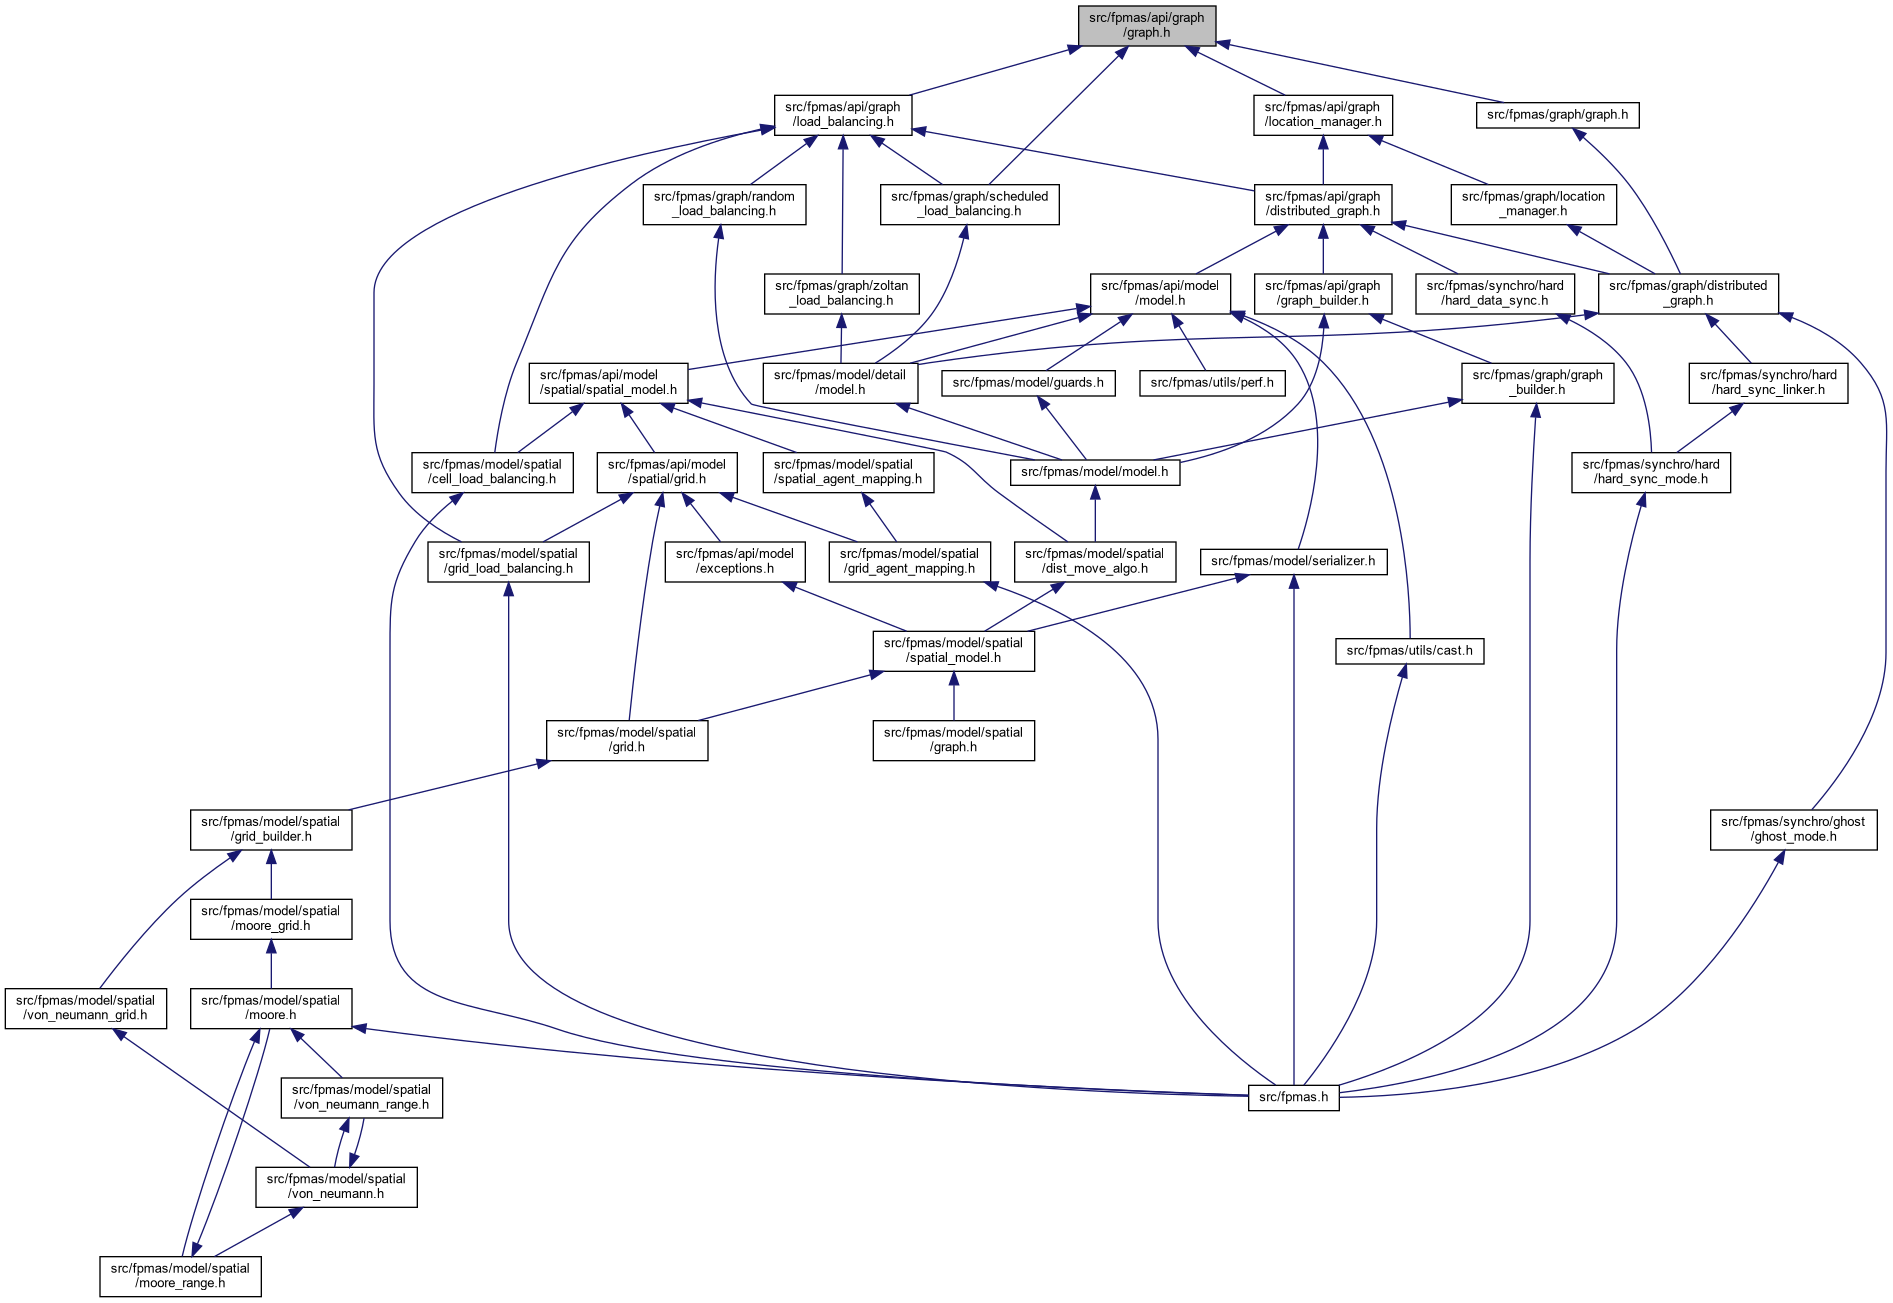 src/fpmas/api/graph
/graph.h
src/fpmas/api/graph
/load_balancing.h
src/fpmas/api/graph
/location_manager.h
src/fpmas/graph/graph.h
src/fpmas/graph/random
_load_balancing.h
src/fpmas/graph/scheduled
_load_balancing.h
src/fpmas/api/graph
/distributed_graph.h
src/fpmas/graph/location
_manager.h
src/fpmas/graph/zoltan
_load_balancing.h
src/fpmas/api/model
/model.h
src/fpmas/api/graph
/graph_builder.h
src/fpmas/synchro/hard
/hard_data_sync.h
src/fpmas/graph/distributed
_graph.h
src/fpmas/api/model
/spatial/spatial_model.h
src/fpmas/model/detail
/model.h
src/fpmas/model/guards.h
src/fpmas/utils/perf.h
src/fpmas/graph/graph
_builder.h
src/fpmas/synchro/hard
/hard_sync_linker.h
src/fpmas/model/spatial
/cell_load_balancing.h
src/fpmas/api/model
/spatial/grid.h
src/fpmas/model/spatial
/spatial_agent_mapping.h
src/fpmas/model/model.h
src/fpmas/synchro/hard
/hard_sync_mode.h
src/fpmas/model/spatial
/grid_load_balancing.h
src/fpmas/api/model
/exceptions.h
src/fpmas/model/spatial
/grid_agent_mapping.h
src/fpmas/model/spatial
/dist_move_algo.h
src/fpmas/model/serializer.h
src/fpmas/model/spatial
/spatial_model.h
src/fpmas/utils/cast.h
src/fpmas/model/spatial
/grid.h
src/fpmas/model/spatial
/graph.h
src/fpmas/model/spatial
/grid_builder.h
src/fpmas/synchro/ghost
/ghost_mode.h
src/fpmas/model/spatial
/moore_grid.h
src/fpmas/model/spatial
/von_neumann_grid.h
src/fpmas/model/spatial
/moore.h
src/fpmas/model/spatial
/von_neumann_range.h
src/fpmas.h
src/fpmas/model/spatial
/von_neumann.h
src/fpmas/model/spatial
/moore_range.h